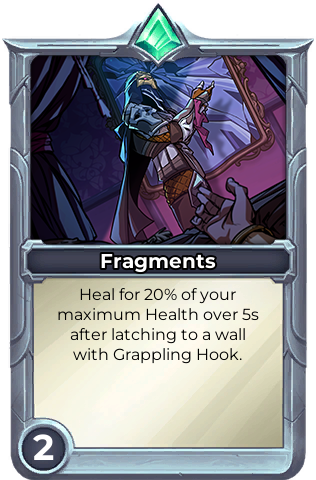 Fragments
Heal for 20% of your
maximum Health over 5s
after latching to a wall
with Grappling Hook.
2